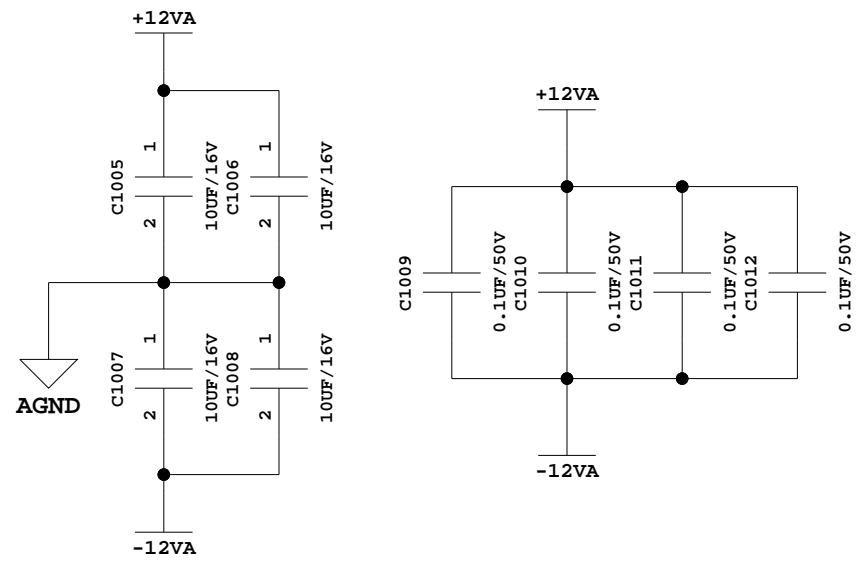 +12VA
C1005
1
2
10UF/16V
C1006
1
2
10UF/16V
AGND
C1007
1
2
10UF/16V
C1008
1
2
10UF/16V
-12VA
+12VA
C1009
0.1UF/50V
C1010
0.1UF/50V
C1011
0.1UF/50V
C1012
0.1UF/50V
-12VA